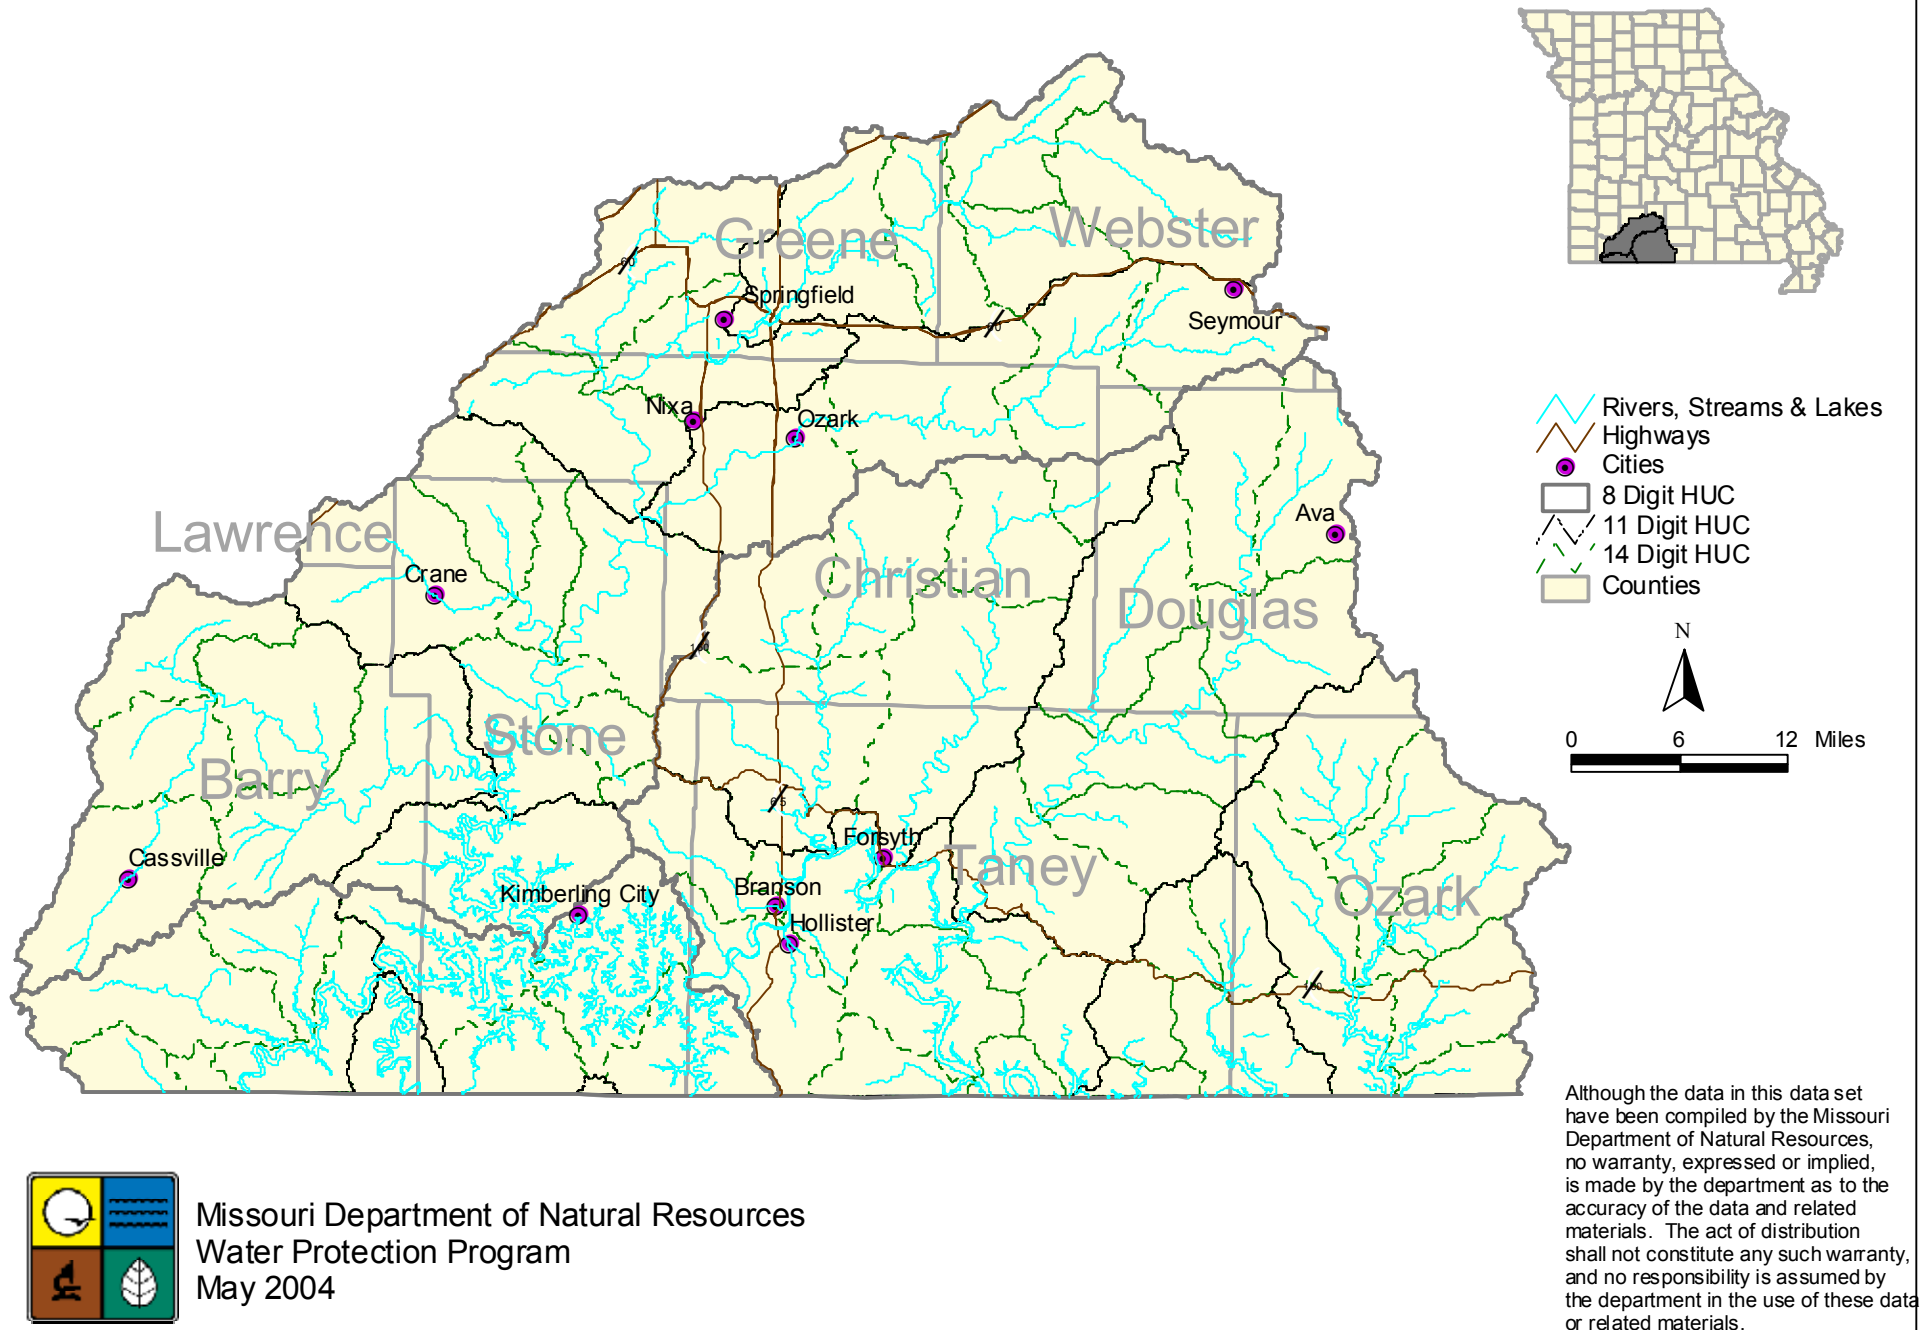 Greene
Webster
60
Springfield
Seymour
60
Nixa
Ozark
Rivers, Streams & Lakes
Highways
Cities
8 Digit HUC
11 Digit HUC
14 Digit HUC
Counties
Lawrence
Ava
Crane
Christian
Douglas
160
N
Stone
0 6 12 Miles
Barry
65
Forsyth
Taney
Cassville
Kimberling City
Branson
Ozark
Hollister
160
Although the data in this data set
have been compiled by the Missouri
Department of Natural Resources,
no warranty, expressed or implied,
is made by the department as to the
accuracy of the data and related
materials. The act of distribution
shall not constitute any such warranty,
and no responsibility is assumed by
the department in the use of these data
or related materials.
Missouri Department of Natural Resources
Water Protection Program
May 2004